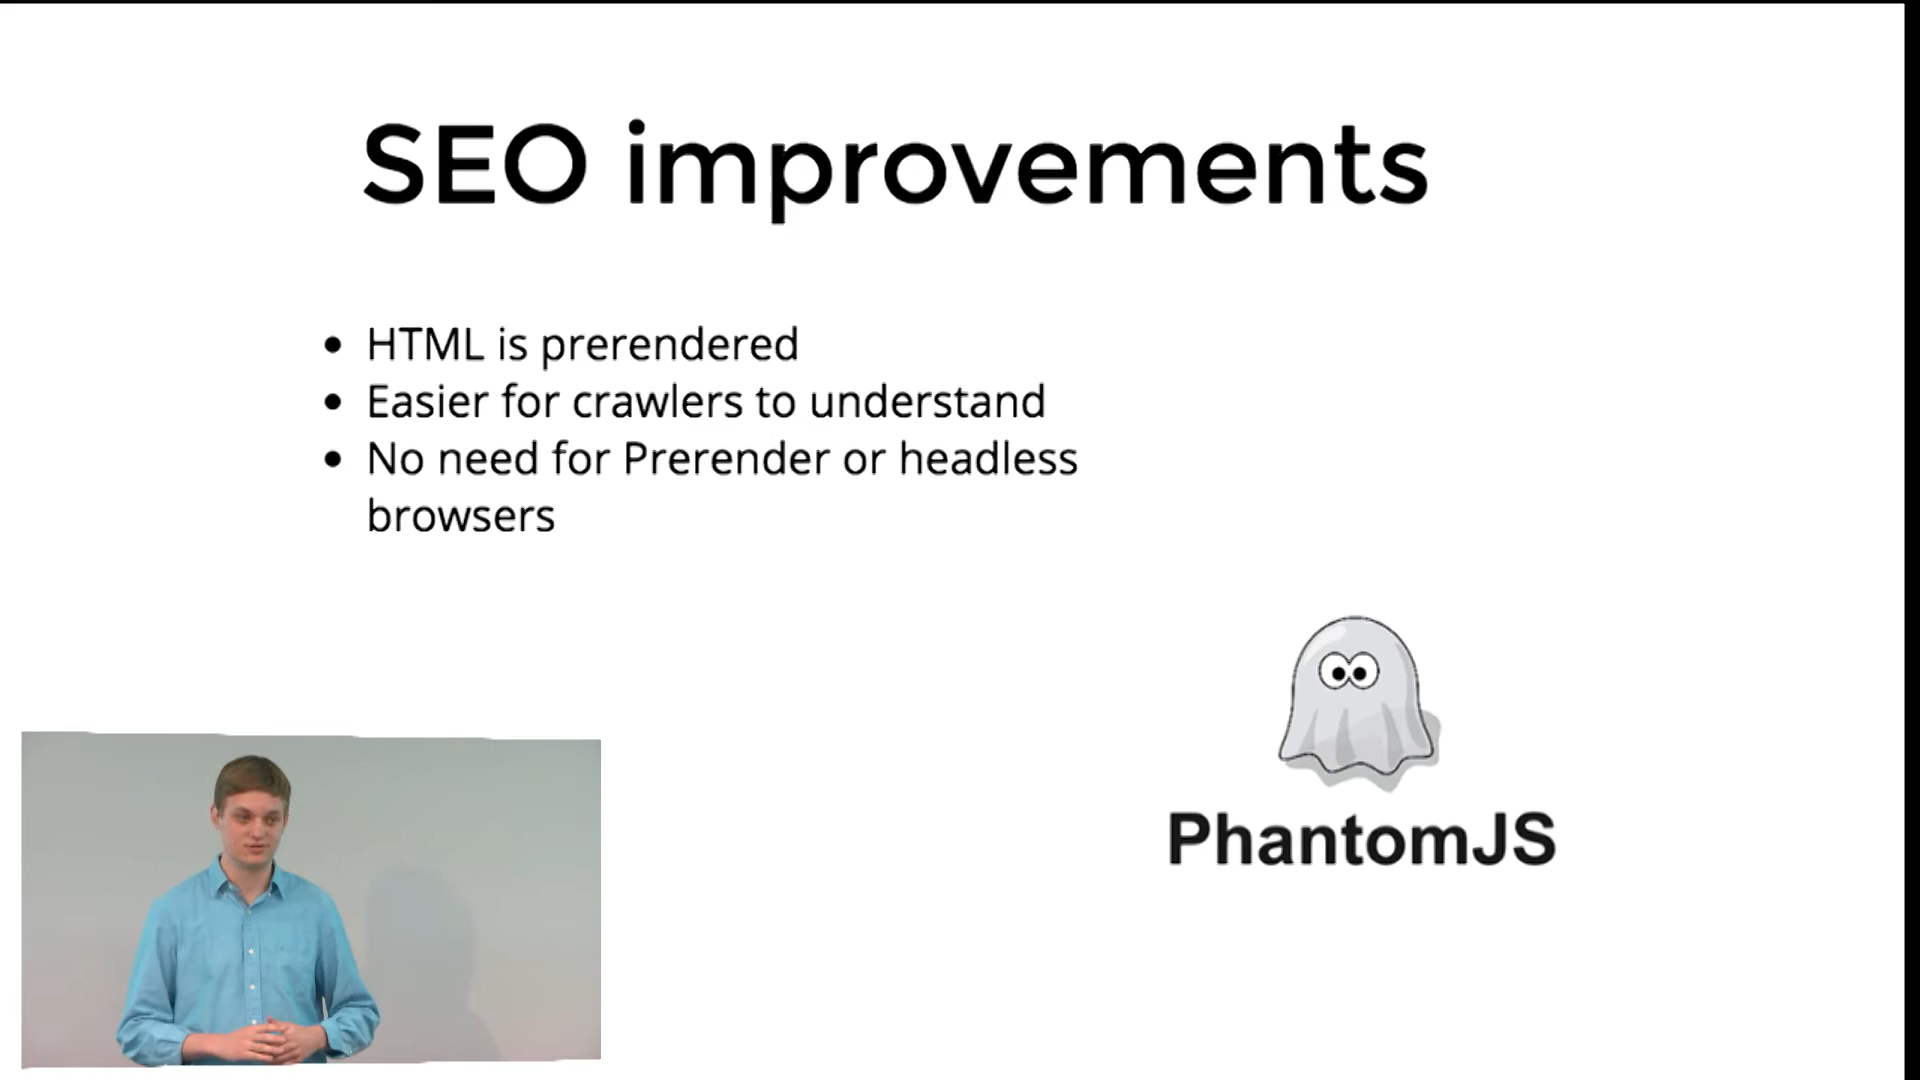 SEO improvements
• HTML is prerendered
• Easier for crawlers to understand
• No need for Prerender or headless
browsers
PhantomJS